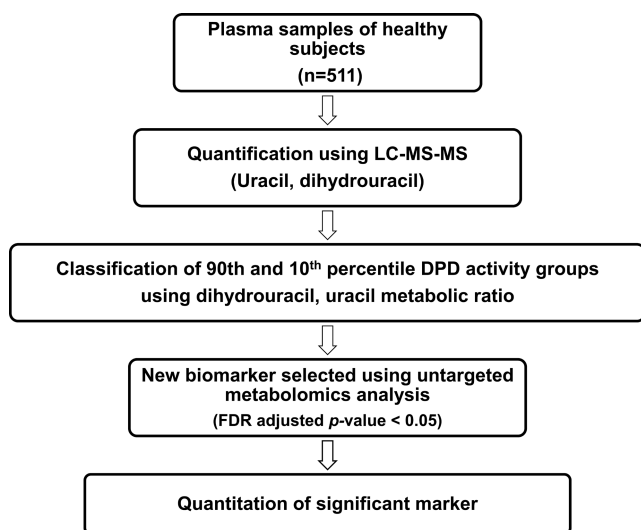 Plasma samples of healthy
subjects
(n=511)
Quantification using LC-MS-MS
(Uracil, dihydrouracil)
Classification of 90th and 10th percentile DPD activity groups
using dihydrouracil, uracil metabolic ratio
New biomarker selected using untargeted
metabolomics analysis
(FDR adjusted p-value < 0.05)
Quantitation of significant marker